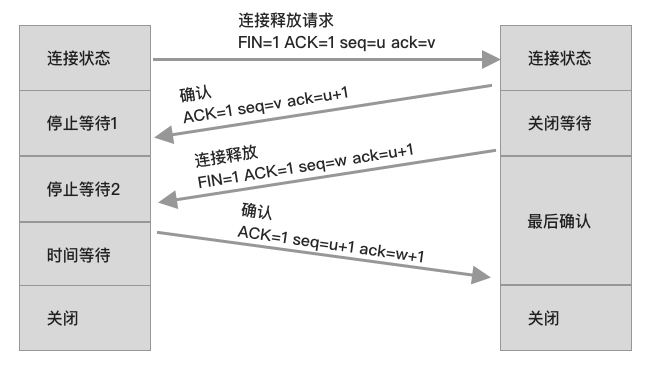 连接释放请求
FIN=1 ACK=1 seq=u ack=v
连接状态
连接状态
确认
ACK=1 seq=v ack=u+1
停止等待1
关闭等待
连接释放
FIN=1 ACK=1 seq=w ack=u+1
停止等待2
确认
ACK=1 seq=u+1 ack=w+1
最后确认
时间等待
关闭
关闭